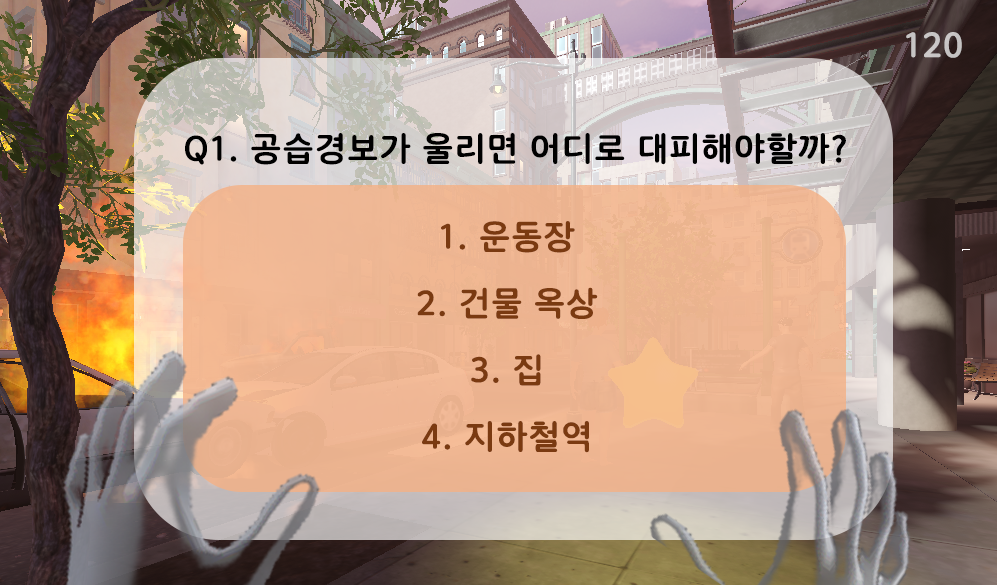 120
Q1. 공습경보가 울리면 어디로 대피해야할까?
1. 운동장
2. 건물 옥상
3. 집
4. 지하철역